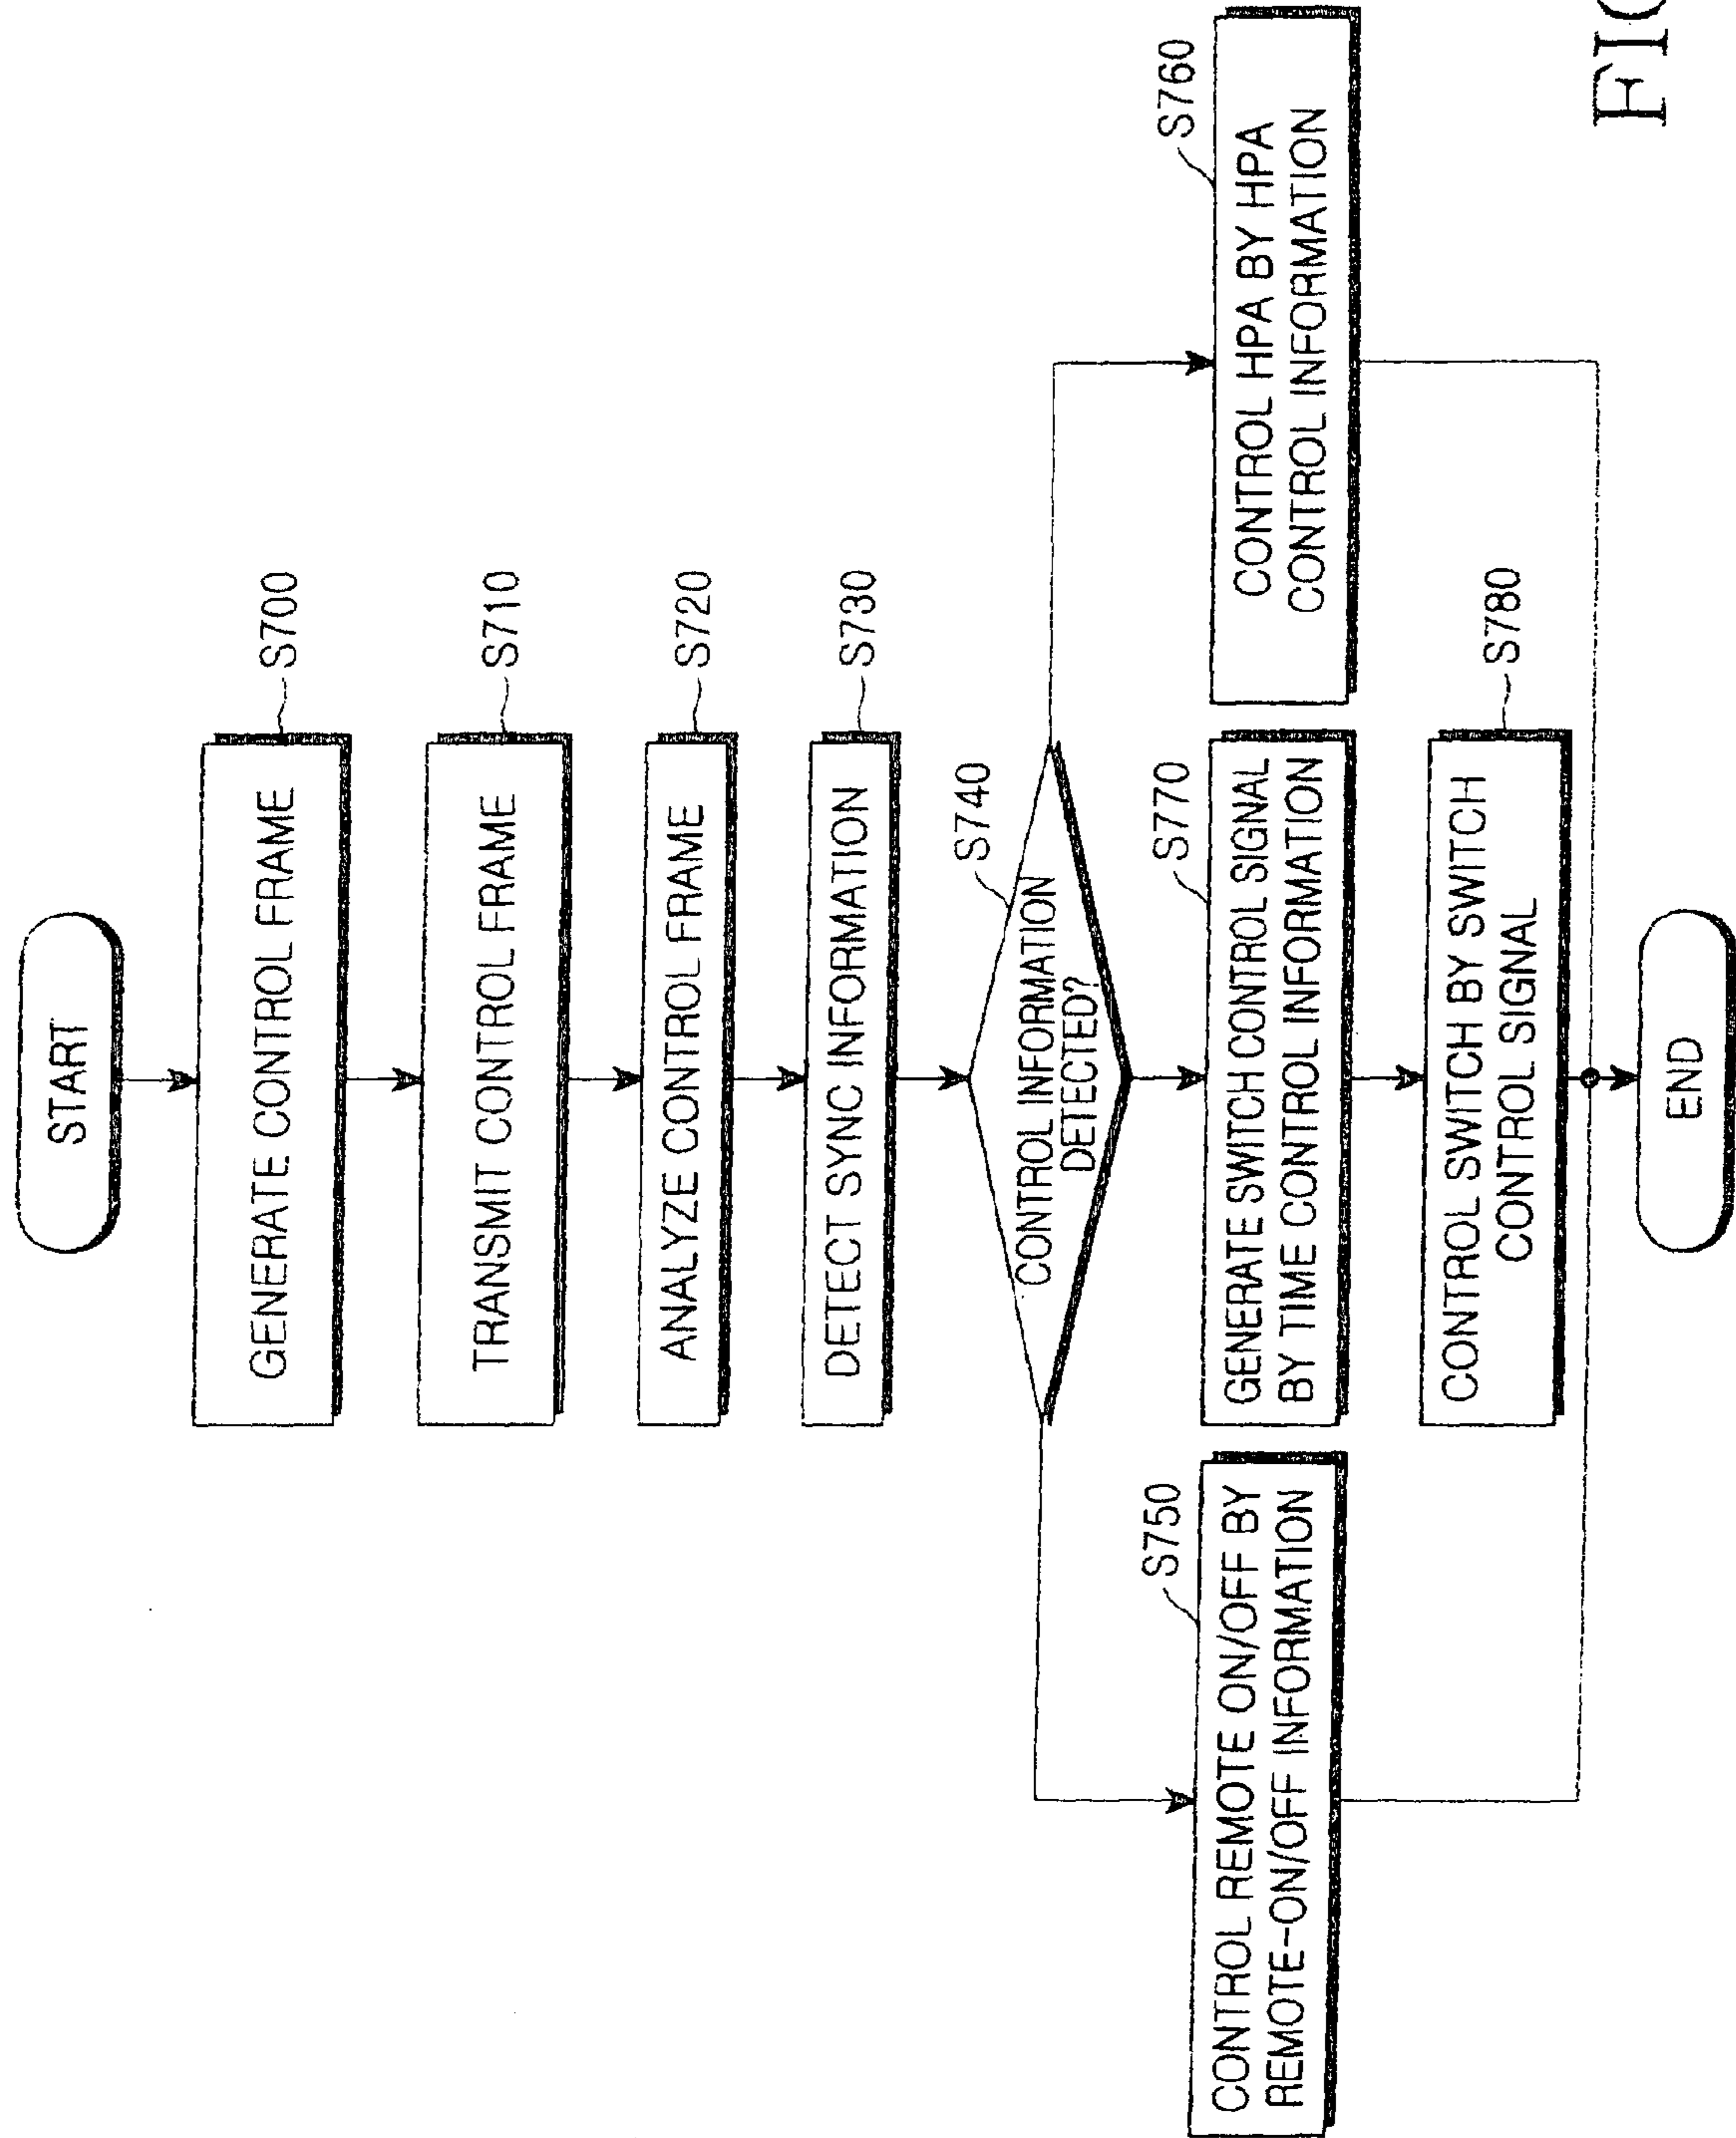 START
GENERATE CONTROL FRAME
S700
TRANSMIT CONTROL FRAME
S710
ANALYZE CONTROL FRAME
S720
DETECT SYNC INFORMATION
S730
CONTROL INFORMATION
DETECTED?
S740
S750
CONTROL REMOTE ON/OFF BY
REMOTE-ON/OFF INFORMATION
S770
GENERATE SWITCH CONTROL SIGNAL
BY TIME CONTROL INFORMATION
S760
CONTROL HPA BY HPA
CONTROL INFORMATION
CONTROL SWITCH BY SWITCH
CONTROL SIGNAL
S780
END